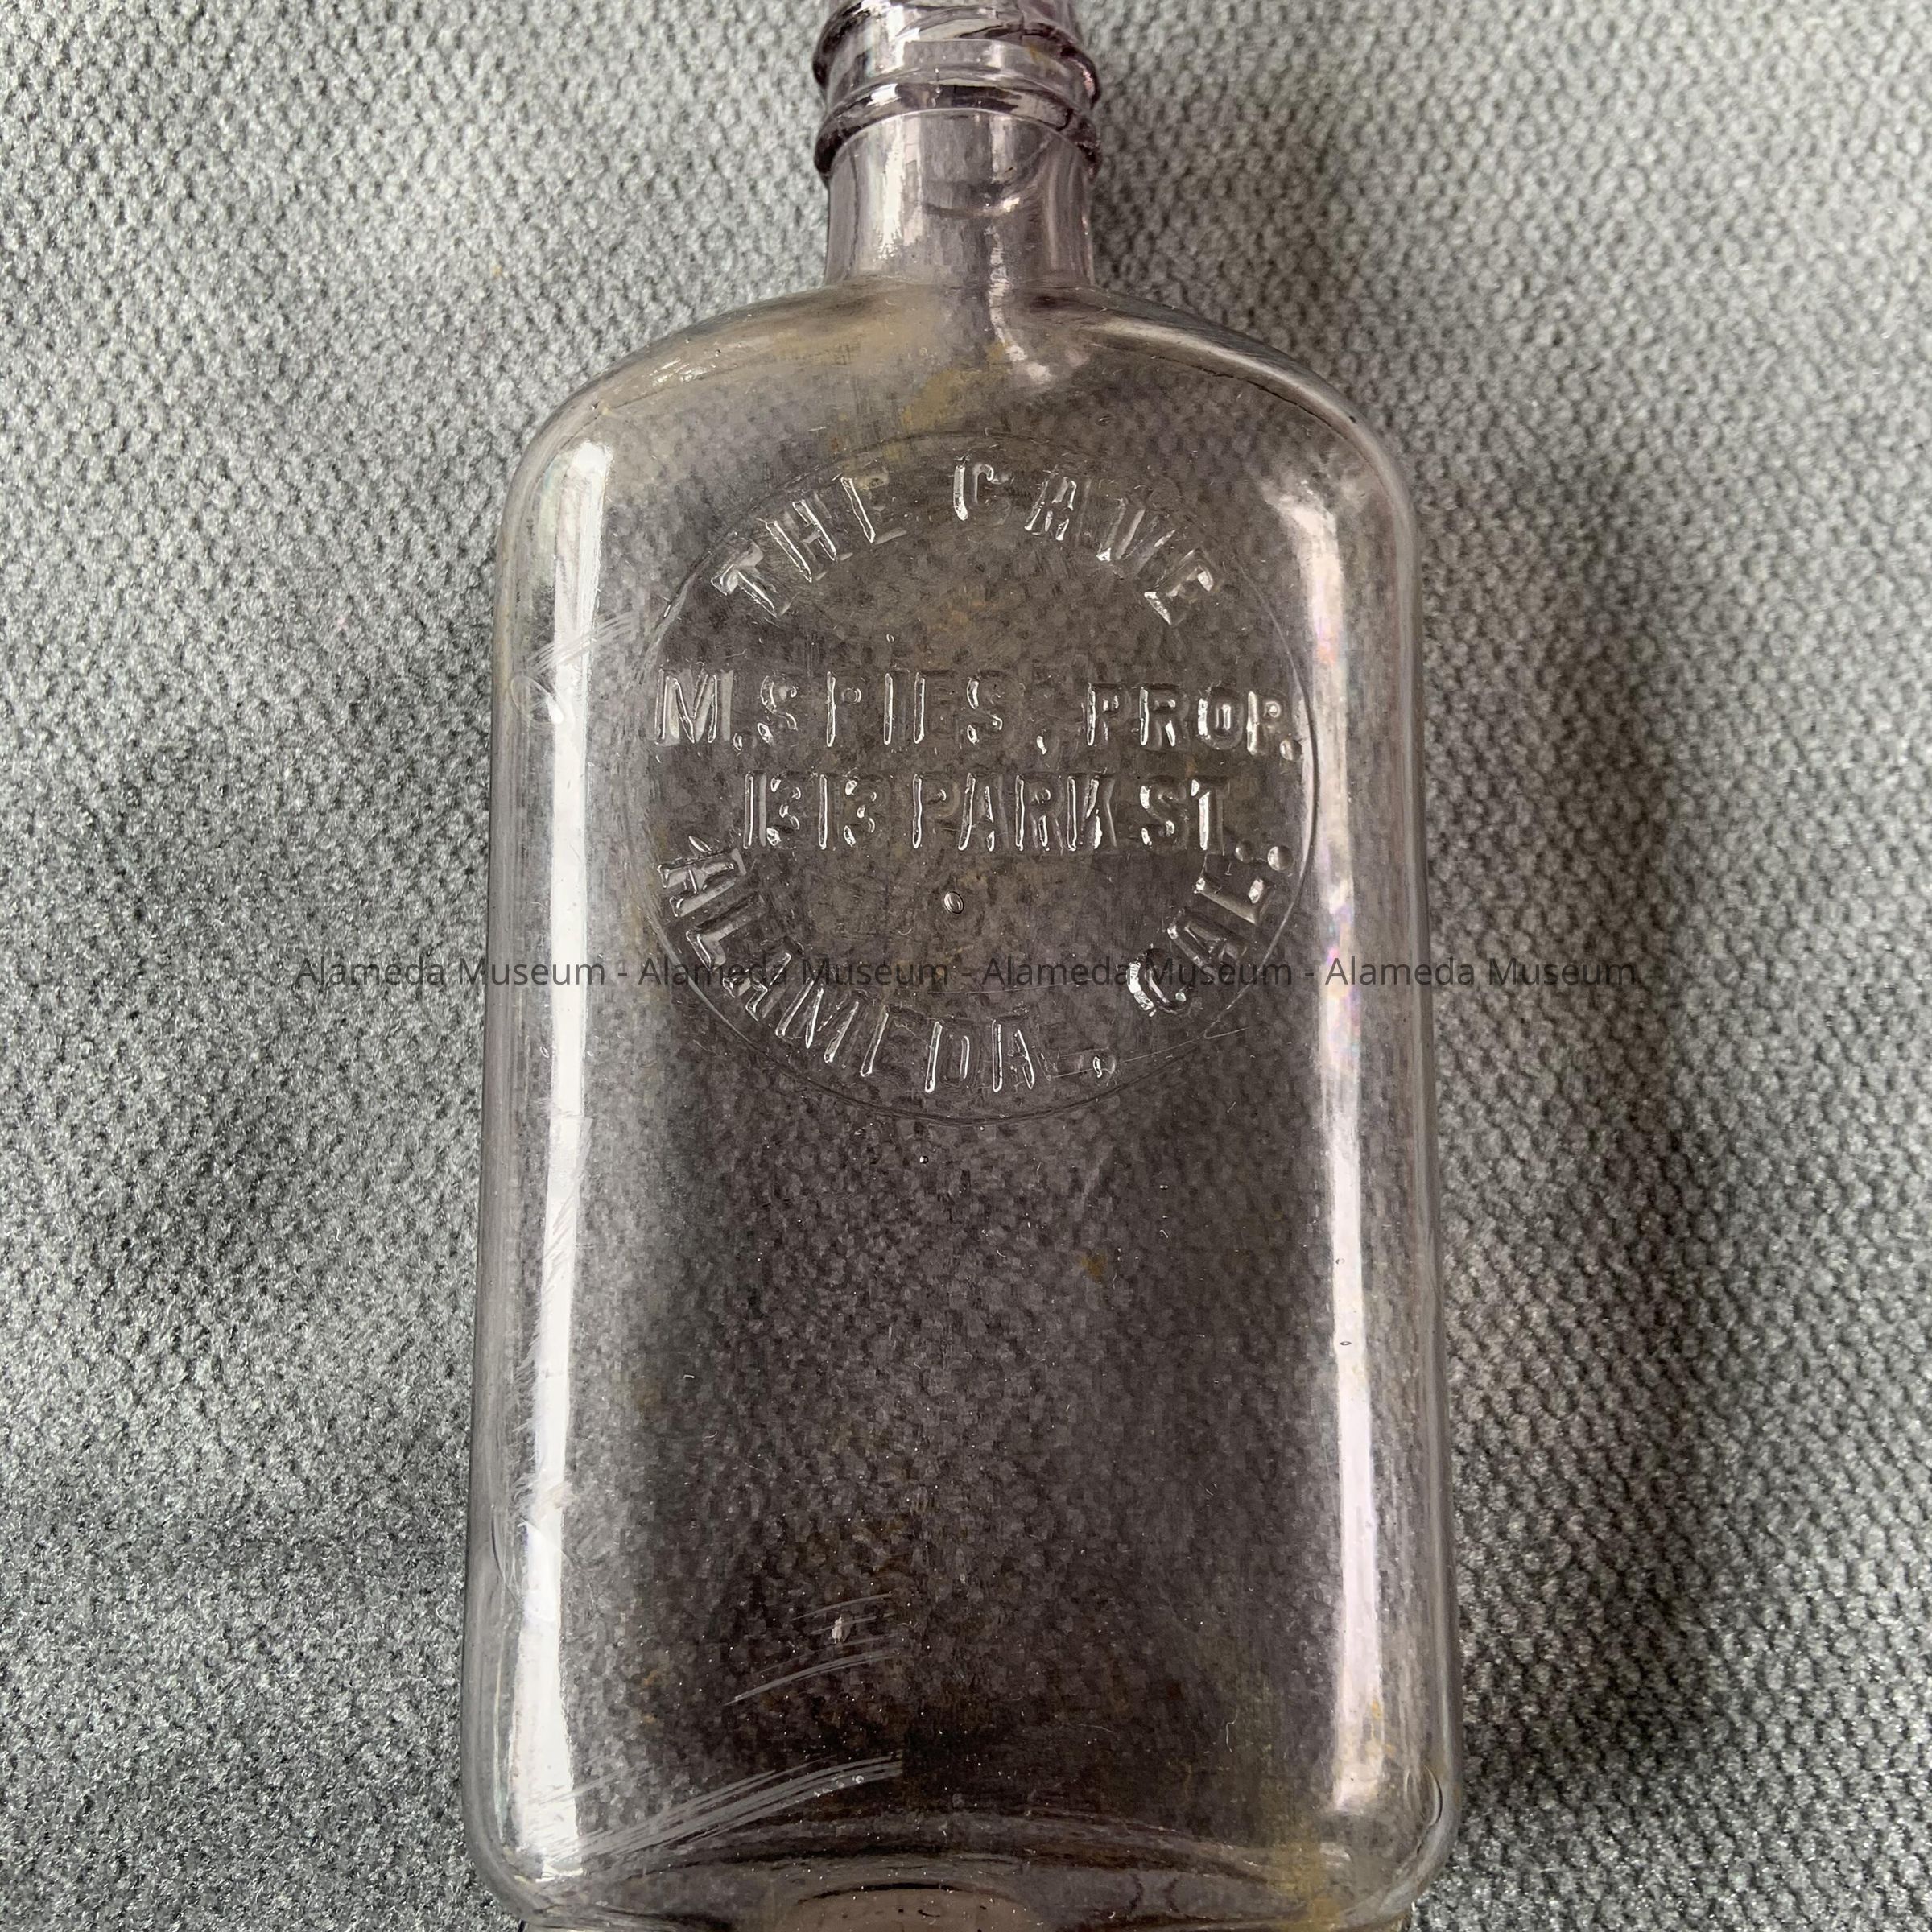 THE CAVE
M. SPIES, PROP.
1313 PARK ST.
ALAMEDA, CAL.
Alameda Museum - Alameda Museum - Alameda Museum - Alameda Museum